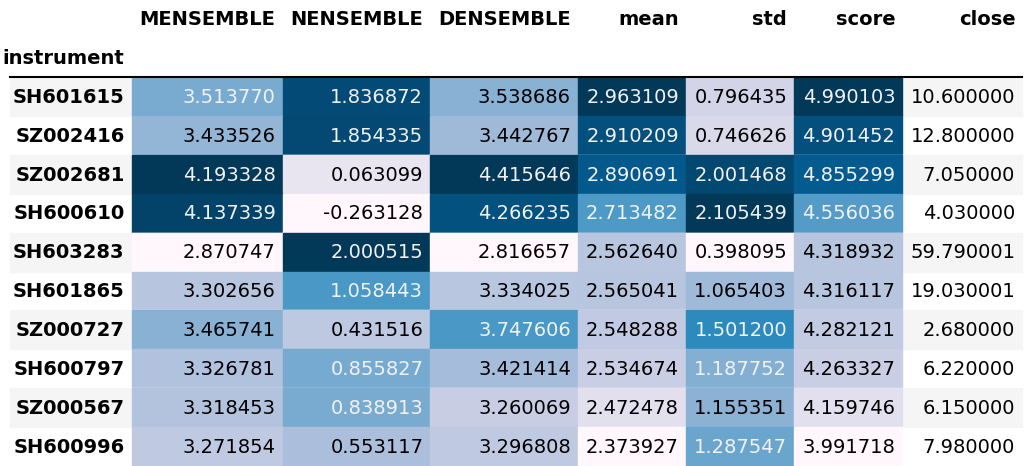 MENSEMBLE NENSEMBLE DENSEMBLE mean std score close
instrument
SH601615 3.513770 1.836872 3.538686 2.963109 0.796435 4.990103 10.600000
SZ002416 3.433526 1.854335 3.442767 2.910209 0.746626 4.901452 12.800000
SZ002681 4.193328 0.063099 4.415646 2.890691 2.001468 4.855299 7.050000
SH600610 4.137339 -0.263128 4.266235 2.713482 2.105439 4.556036 4.030000
SH603283 2.870747 2.000515 2.816657 2.562640 0.398095 4.318932 59.790001
SH601865 3.302656 1.058443 3.334025 2.565041 1.065403 4.316117 19.030001
SZ000727 3.465741 0.431516 3.747606 2.548288 1.501200 4.282121 2.680000
SH600797 3.326781 0.855827 3.421414 2.534674 1.187752 4.263327 6.220000
SZ000567 3.318453 0.838913 3.260069 2.472478 1.155351 4.159746 6.150000
SH600996 3.271854 0.553117 3.296808 2.373927 1.287547 3.991718 7.980000